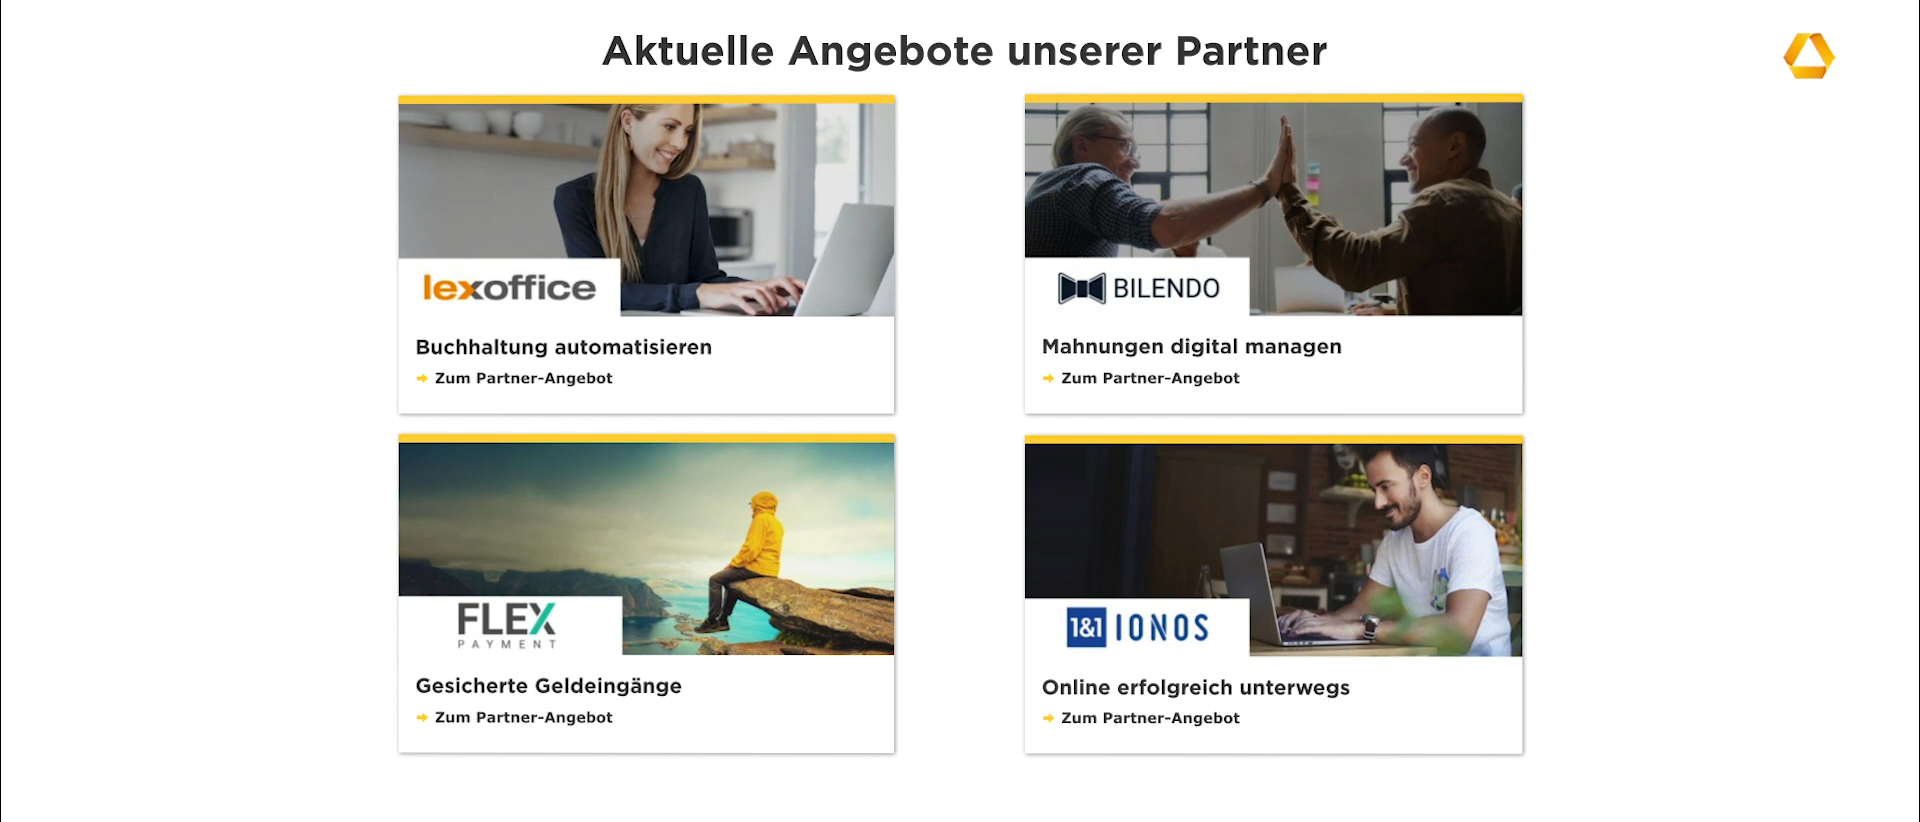 Aktuelle Angebote unserer Partner
lexoffice
Buchhaltung automatisieren
Zum Partner-Angebot
BILENDO
Mahnungen digital managen
Zum Partner-Angebot
FLEX
PAYMENT
Gesicherte Geldeingänge
Zum Partner-Angebot
1&1 IONOS
Online erfolgreich unterwegs
Zum Partner-Angebot